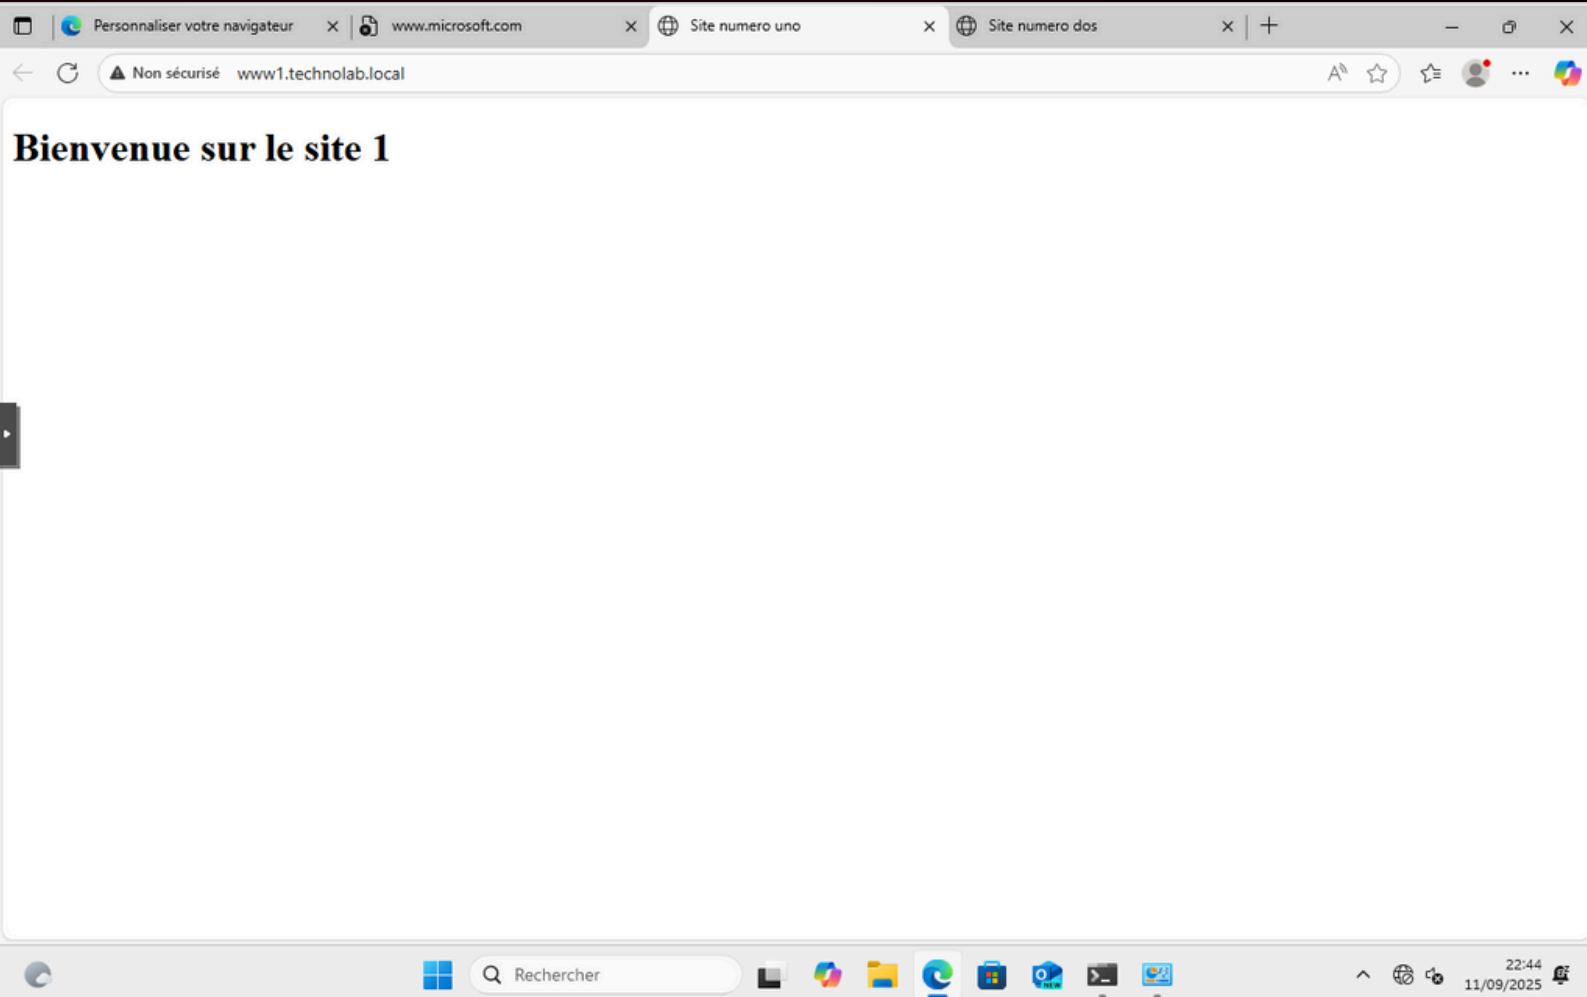 Personnaliser votre navigateur
www.microsoft.com
Site numero uno
Site numero dos
Non sécurisé www1.technolab.local
Bienvenue sur le site 1
Rechercher
NEW
22:44
11/09/2025